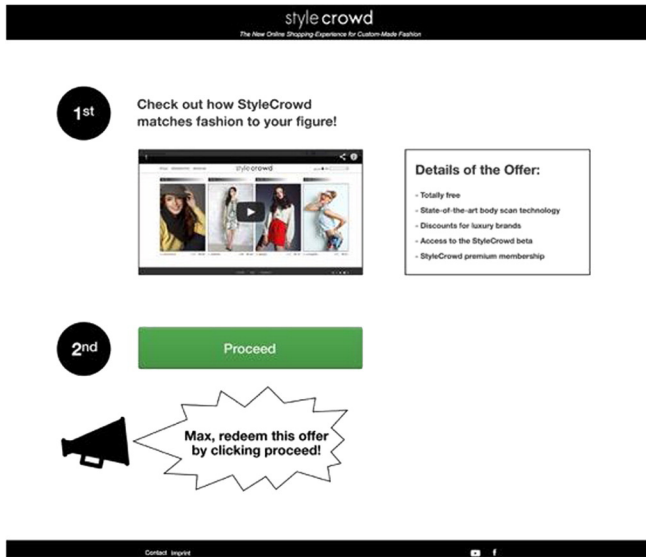 style crowd
The New Online Shopping-Experience for Custom-Made Fashion
1st
Check out how StyleCrowd
matches fashion to your figure!
style crowd
Details of the Offer:
- Totally free
- State-of-the-art body scan technology
- Discounts for luxury brands
- Access to the StyleCrowd beta
- StyleCrowd premium membership
2nd
Proceed
Max, redeem this offer
by clicking proceed!
Contact Imprint